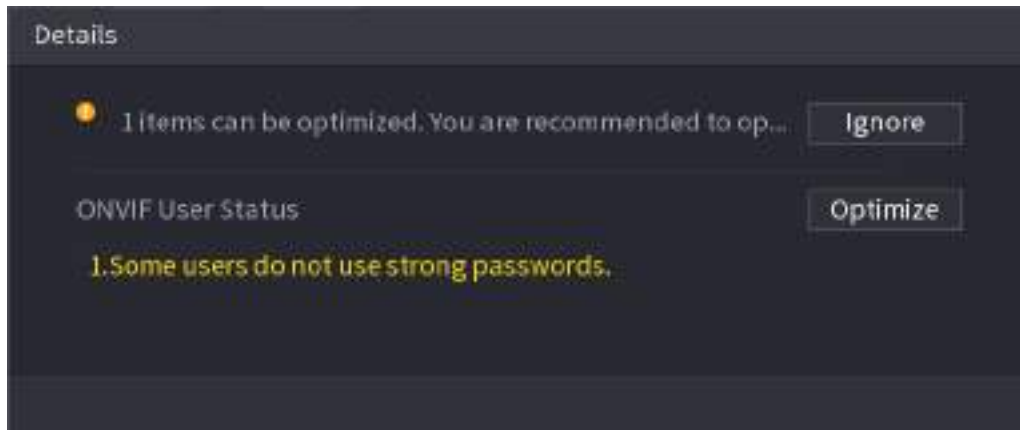 Details
1 items can be optimized. You are recommended to op...
Ignore
ONVIF User Status
Optimize
1.Some users do not use strong passwords.